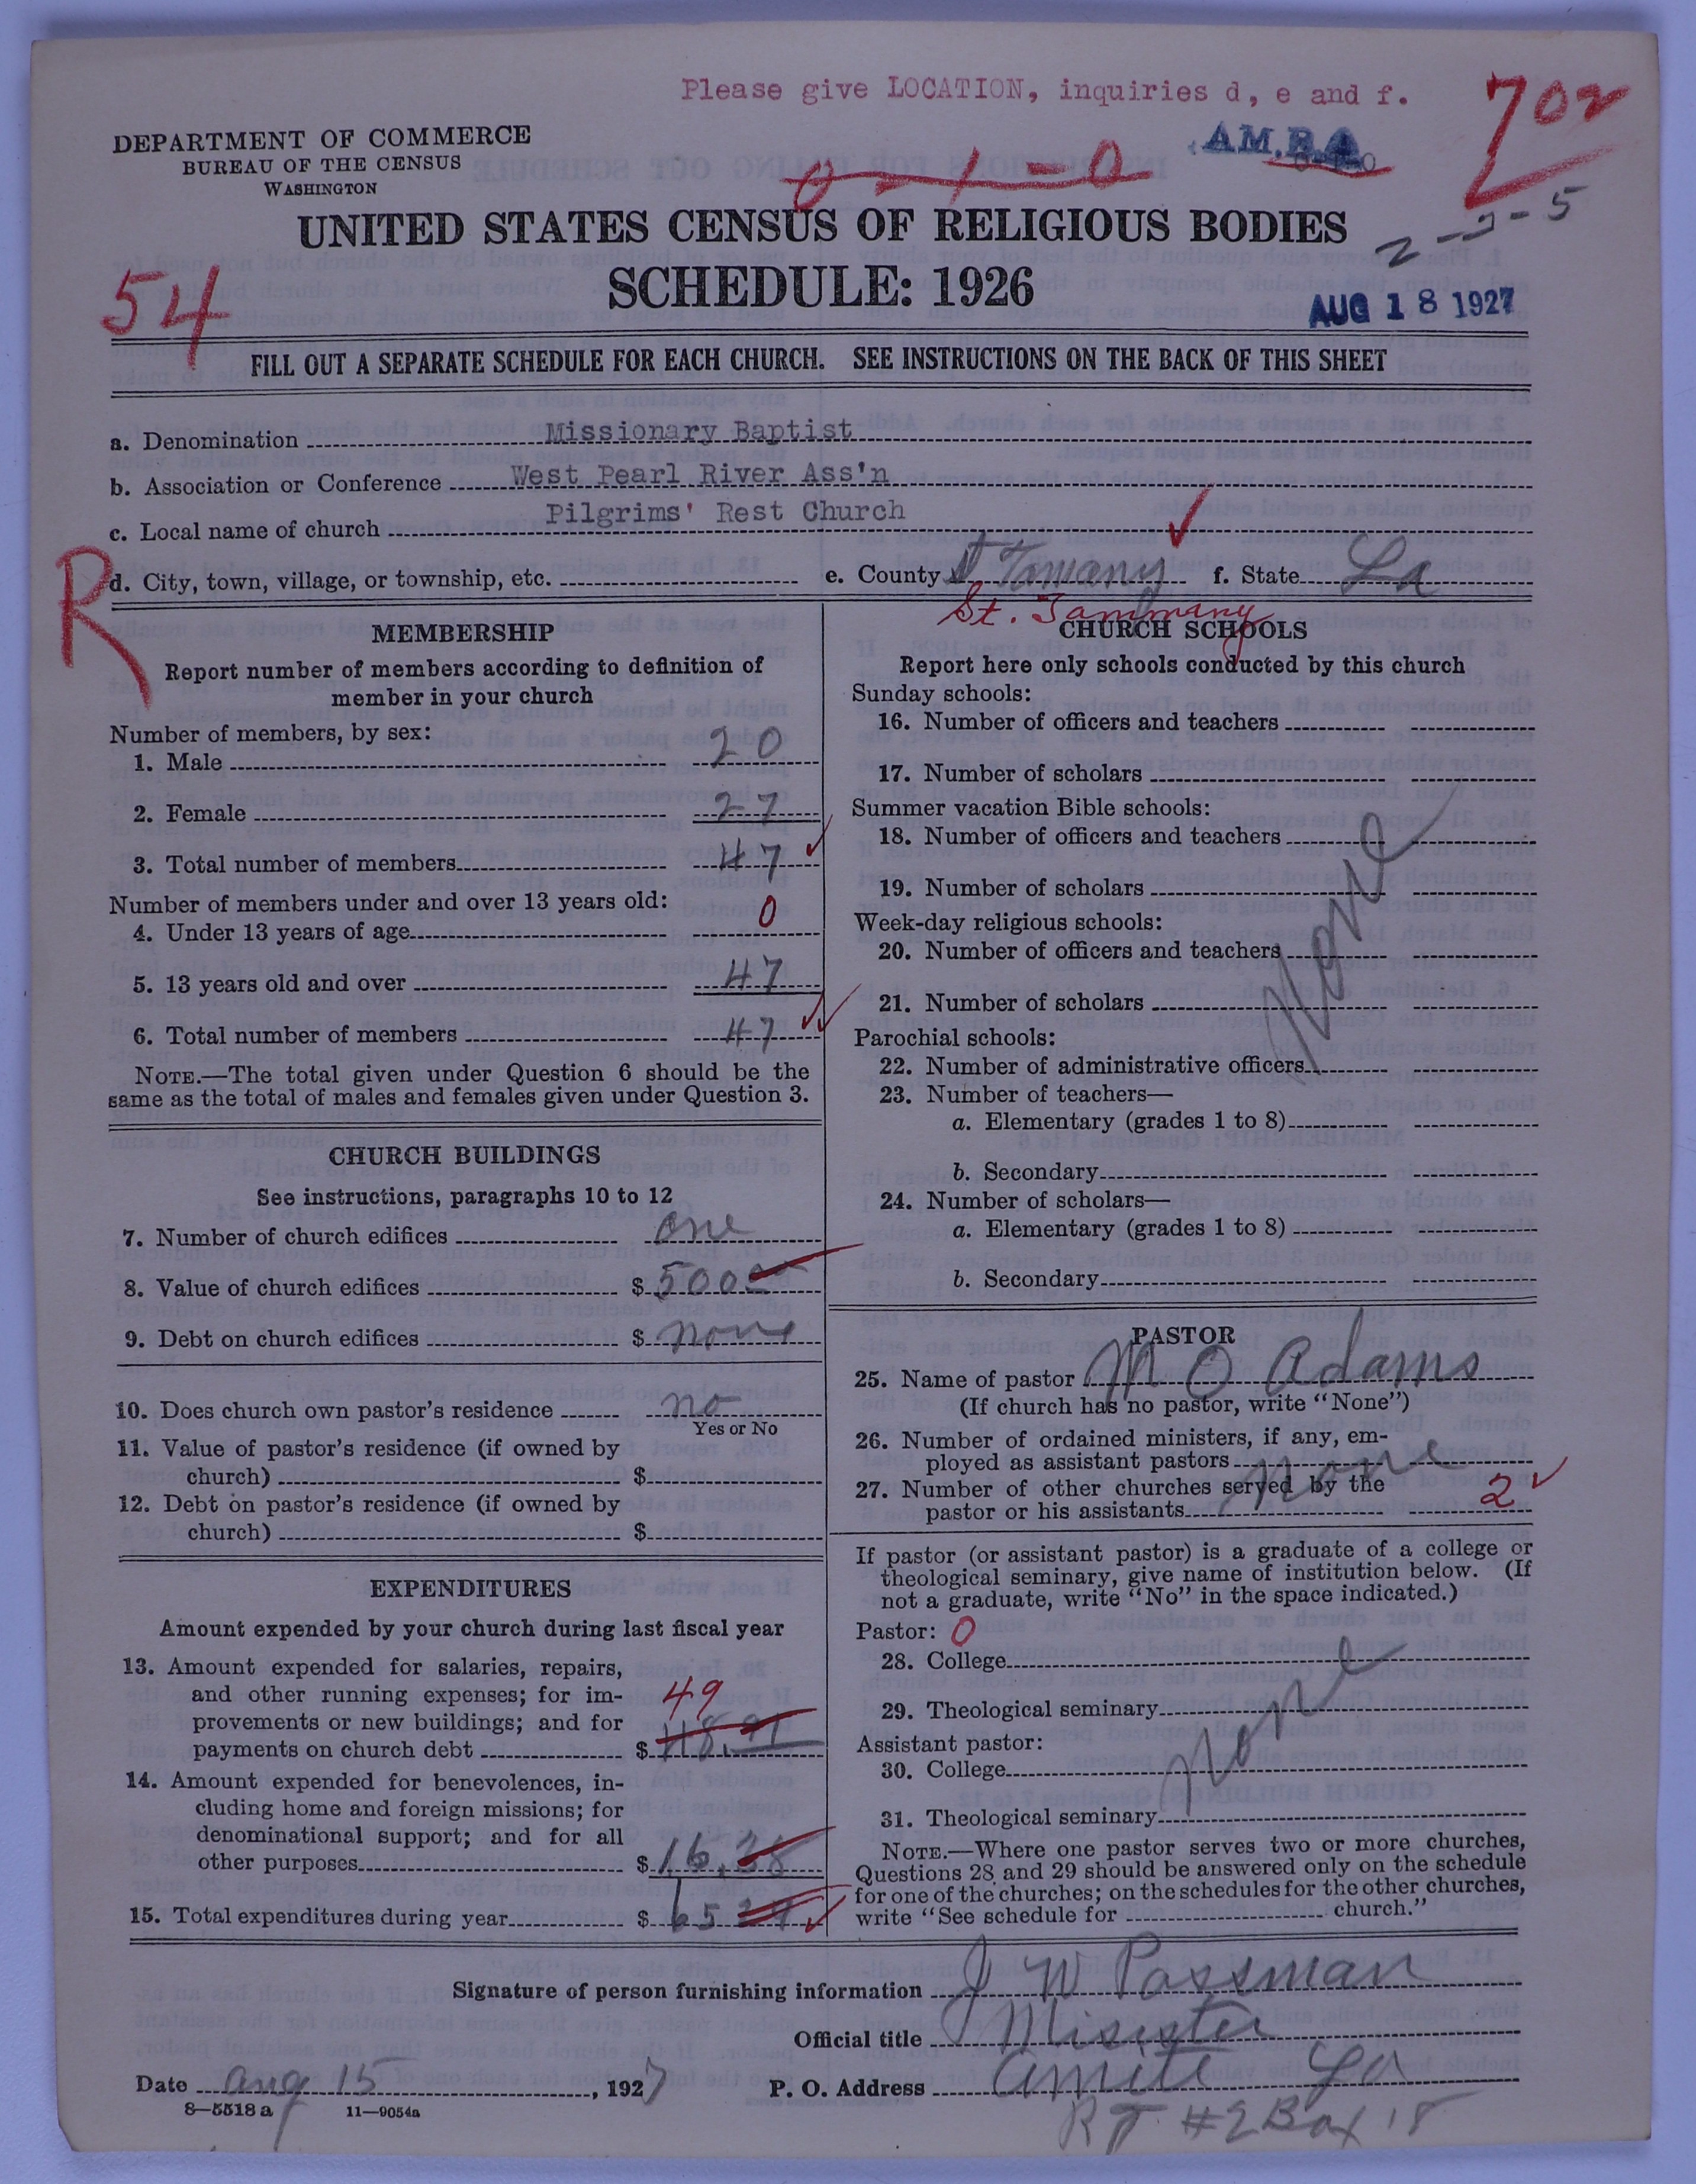 Please give LOCATION, inquiries d, e and f.
702
DEPARTMENT OF COMMERCE
BUREAU OF THE CENSUS
WASHINGTON
0-1-0
A.M.B.A.
UNITED STATES CENSUS OF RELIGIOUS BODIES
SCHEDULE: 1926
54
AUG 18 1927
FILL OUT A SEPARATE SCHEDULE FOR EACH CHURCH. SEE INSTRUCTIONS ON THE BACK OF THIS SHEET
a. Denomination Missionary Baptist
b. Association or Conference West Pearl River Ass'n
c. Local name of church Pilgrims' Rest Church
R
d. City, town, village, or township, etc. e. County St Tamany f. State La
St. Tammany
MEMBERSHIP
Report number of members according to definition of
member in your church
Number of members, by sex:
1. Male 20
2. Female 27
3. Total number of members 47
Number of members under and over 13 years old:
4. Under 13 years of age 0
5. 13 years old and over 47
6. Total number of members 47
NOTE.—The total given under Question 6 should be the
same as the total of males and females given under Question 3.
CHURCH BUILDINGS
See instructions, paragraphs 10 to 12
7. Number of church edifices one
8. Value of church edifices $ 500
9. Debt on church edifices $ none
10. Does church own pastor's residence no
Yes or No
11. Value of pastor's residence (if owned by
church) $
12. Debt on pastor's residence (if owned by
church) $
EXPENDITURES
Amount expended by your church during last fiscal year
13. Amount expended for salaries, repairs,
and other running expenses; for im-
provements or new buildings; and for
payments on church debt $ 48.91
49
14. Amount expended for benevolences, in-
cluding home and foreign missions; for
denominational support; and for all
other purposes $ 16.38
15. Total expenditures during year $ 65 29
CHURCH SCHOOLS
Report here only schools conducted by this church
Sunday schools:
16. Number of officers and teachers
17. Number of scholars
Summer vacation Bible schools:
18. Number of officers and teachers
19. Number of scholars
Week-day religious schools:
20. Number of officers and teachers
21. Number of scholars
None
Parochial schools:
22. Number of administrative officers
23. Number of teachers—
a. Elementary (grades 1 to 8)
b. Secondary
24. Number of scholars—
a. Elementary (grades 1 to 8)
b. Secondary
PASTOR
25. Name of pastor M O Adams
(If church has no pastor, write "None")
26. Number of ordained ministers, if any, em-
ployed as assistant pastors none
27. Number of other churches served by the
pastor or his assistants 2
If pastor (or assistant pastor) is a graduate of a college or
theological seminary, give name of institution below. (If
not a graduate, write "No" in the space indicated.)
Pastor: 0
28. College
29. Theological seminary
None
Assistant pastor:
30. College
31. Theological seminary
NOTE.—Where one pastor serves two or more churches,
Questions 28 and 29 should be answered only on the schedule
for one of the churches; on the schedules for the other churches,
write "See schedule for church."
Signature of person furnishing information J W Possman
Official title Minister
Date Aug 15, 1927 P. O. Address Amite La
RT #2 Box 18
8—5518 a 11—9054a